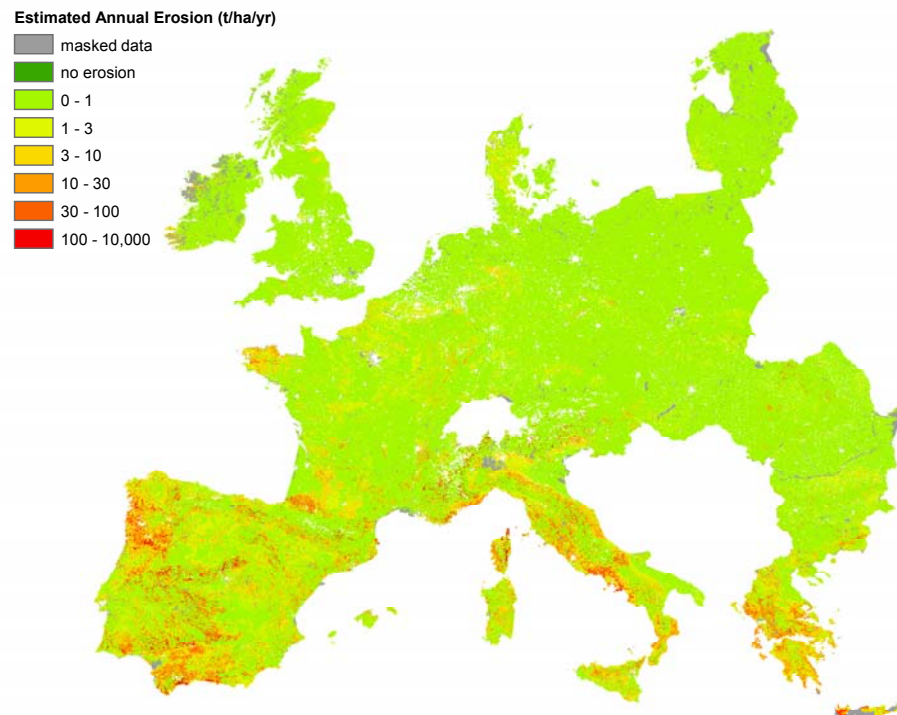 Estimated Annual Erosion (t/ha/yr)
masked data
no erosion
0 - 1
1 - 3
3 - 10
10 - 30
30 - 100
100 - 10,000